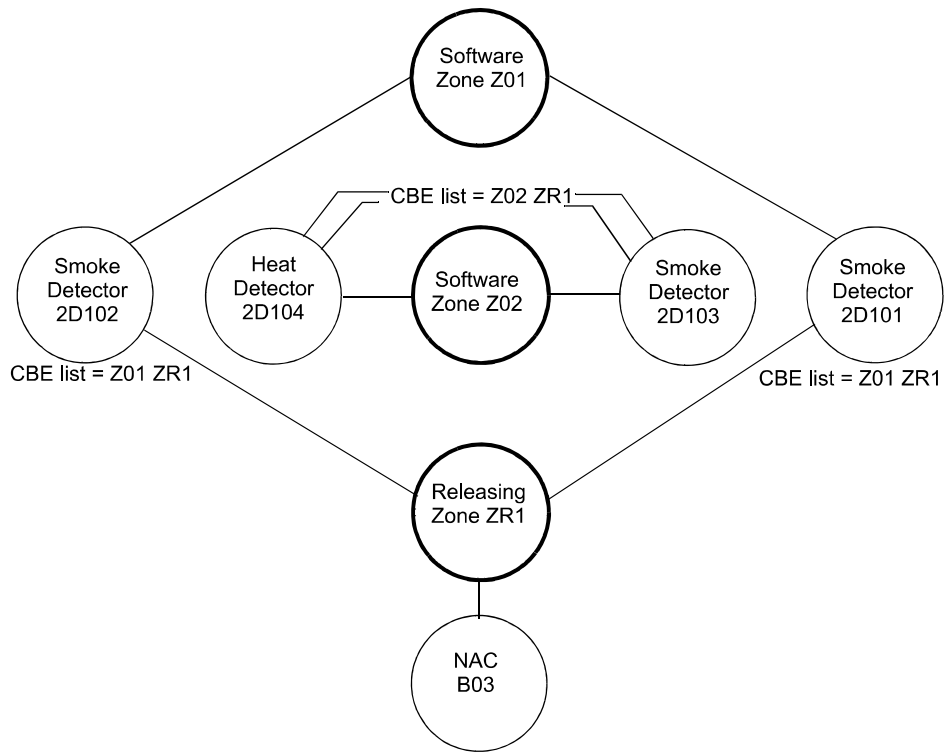 Software
Zone Z01
CBE list = Z02 ZR1
Smoke
Detector
2D102
Heat
Detector
2D104
Software
Zone Z02
Smoke
Detector
2D103
Smoke
Detector
2D101
CBE list = Z01 ZR1
CBE list = Z01 ZR1
Releasing
Zone ZR1
NAC
B03